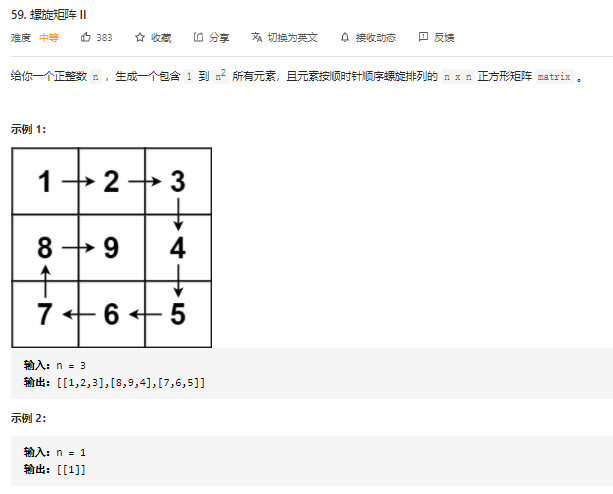 59. 螺旋矩阵 II
难度 中等 383 收藏 分享 切换为英文 接收动态 反馈
给你一个正整数 n ，生成一个包含 1 到 n² 所有元素，且元素按顺时针顺序螺旋排列的 n x n 正方形矩阵 matrix 。
示例 1：
1 2 3
8 9 4
7 6 5
输入：n = 3
输出：[[1,2,3],[8,9,4],[7,6,5]]
示例 2：
输入：n = 1
输出：[[1]]